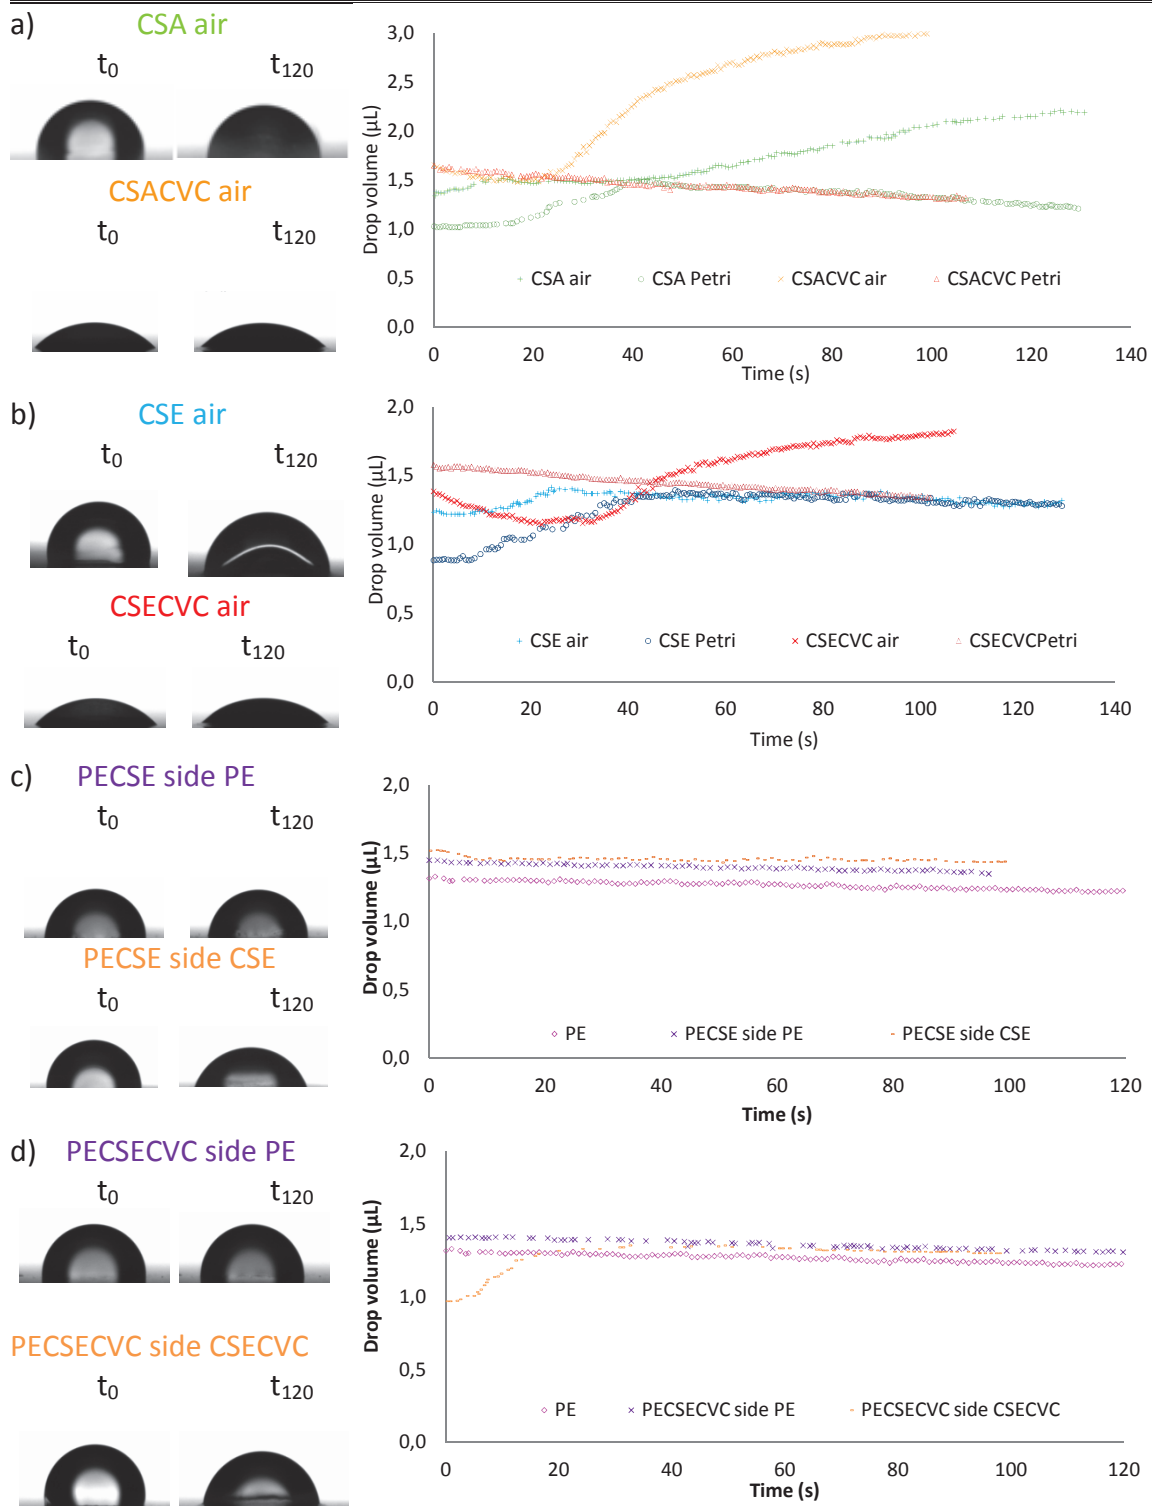 a) CSA air
t0 t120
CSACVC air
t0 t120
Drop volume (µL)
3,0
2,5
2,0
1,5
1,0
0,5
0,0
CSA air CSA Petri CSACVC air CSACVC Petri
0 20 40 60 80 100 120 140
Time (s)
b) CSE air
t0 t120
CSECVC air
t0 t120
Drop volume (µL)
2,0
1,5
1,0
0,5
0,0
CSE air CSE Petri CSECVC air CSECVCPetri
0 20 40 60 80 100 120 140
Time (s)
c) PECSE side PE
t0 t120
PECSE side CSE
t0 t120
Drop volume (µL)
2,0
1,5
1,0
0,5
0,0
PE PECSE side PE PECSE side CSE
0 20 40 60 80 100 120
Time (s)
d) PECSECVC side PE
t0 t120
PECSECVC side CSECVC
t0 t120
Drop volume (µL)
2,0
1,5
1,0
0,5
0,0
PE PECSECVC side PE PECSECVC side CSECVC
0 20 40 60 80 100 120
Time (s)